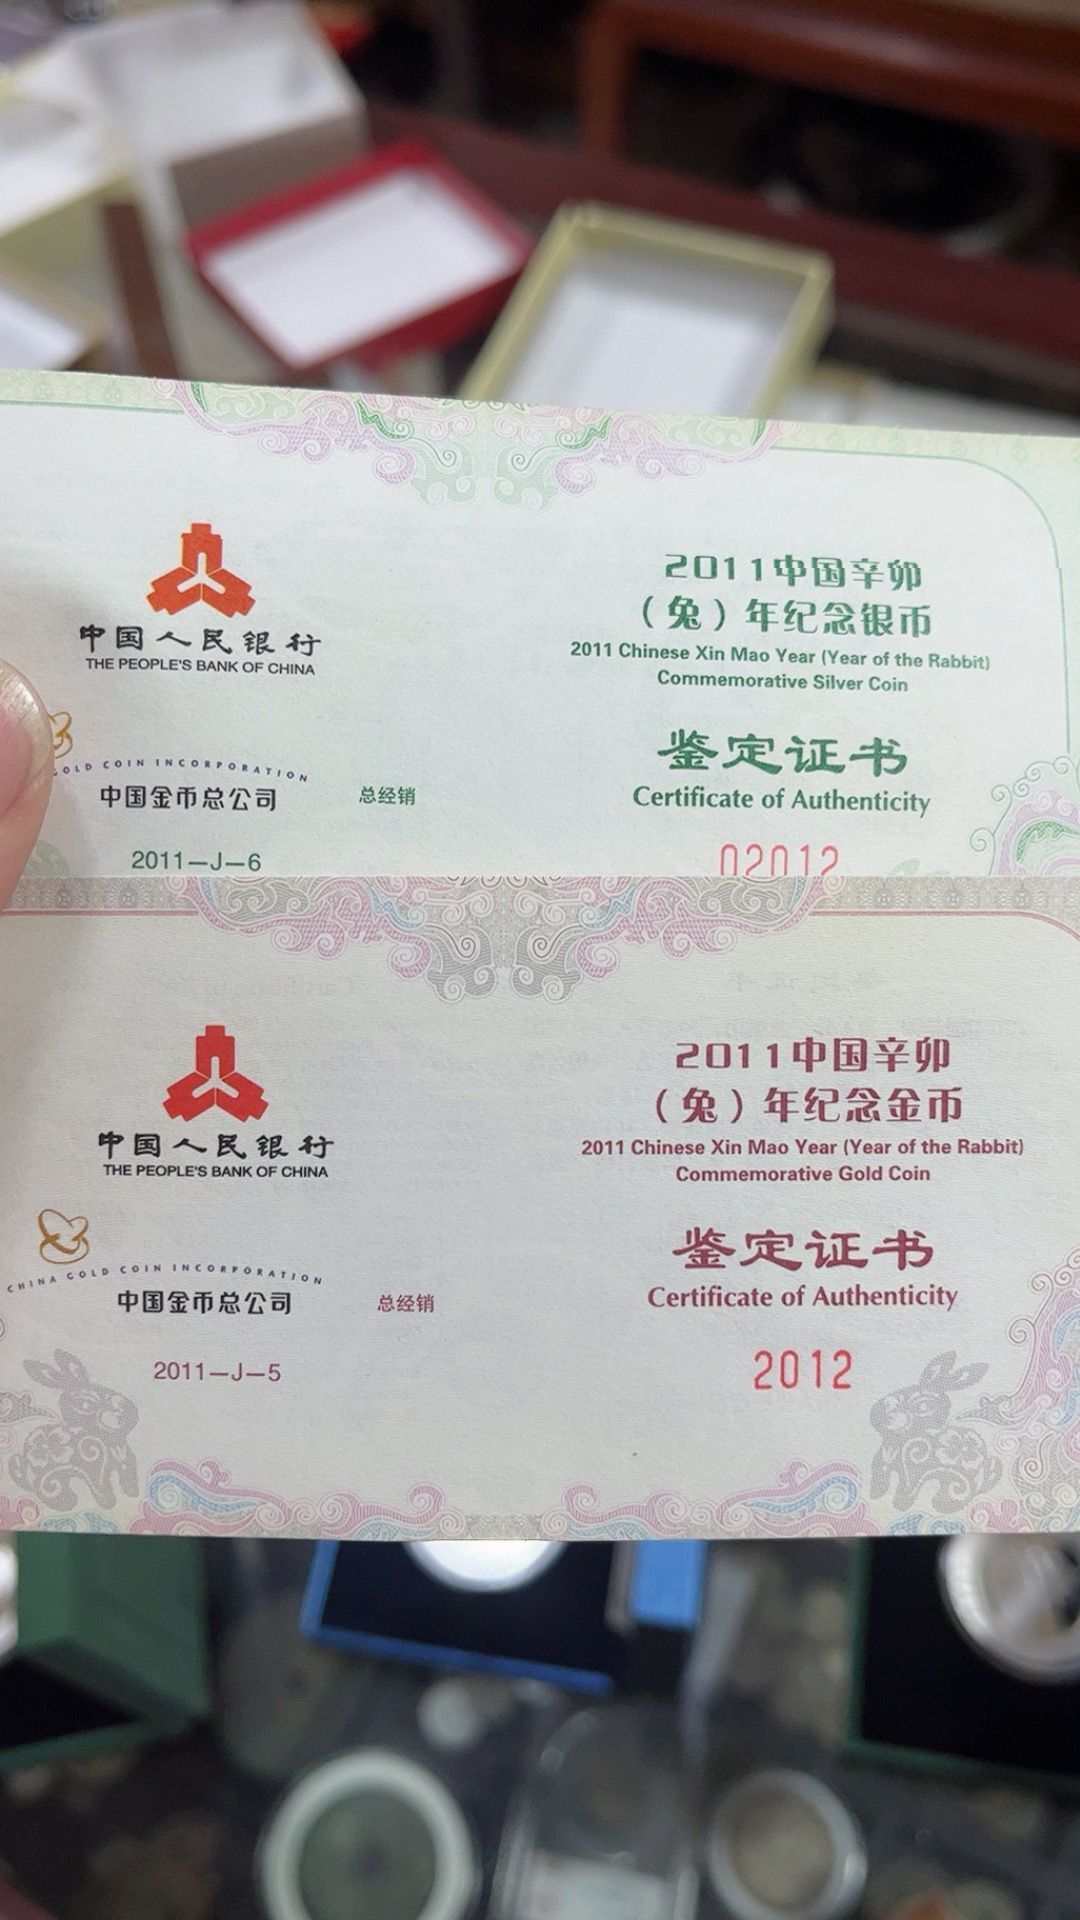 2011中国辛卯
（兔）年纪念银币
2011 Chinese Xin Mao Year (Year of the Rabbit)
Commemorative Silver Coin
鉴定证书
Certificate of Authenticity
02012
中国人民银行
THE PEOPLE'S BANK OF CHINA
GOLD COIN INCORPORATION
中国金币总公司
总经销
2011—J—6
2011中国辛卯
（兔）年纪念金币
2011 Chinese Xin Mao Year (Year of the Rabbit)
Commemorative Gold Coin
鉴定证书
Certificate of Authenticity
2012
中国人民银行
THE PEOPLE'S BANK OF CHINA
CHINA GOLD COIN INCORPORATION
中国金币总公司
总经销
2011—J—5